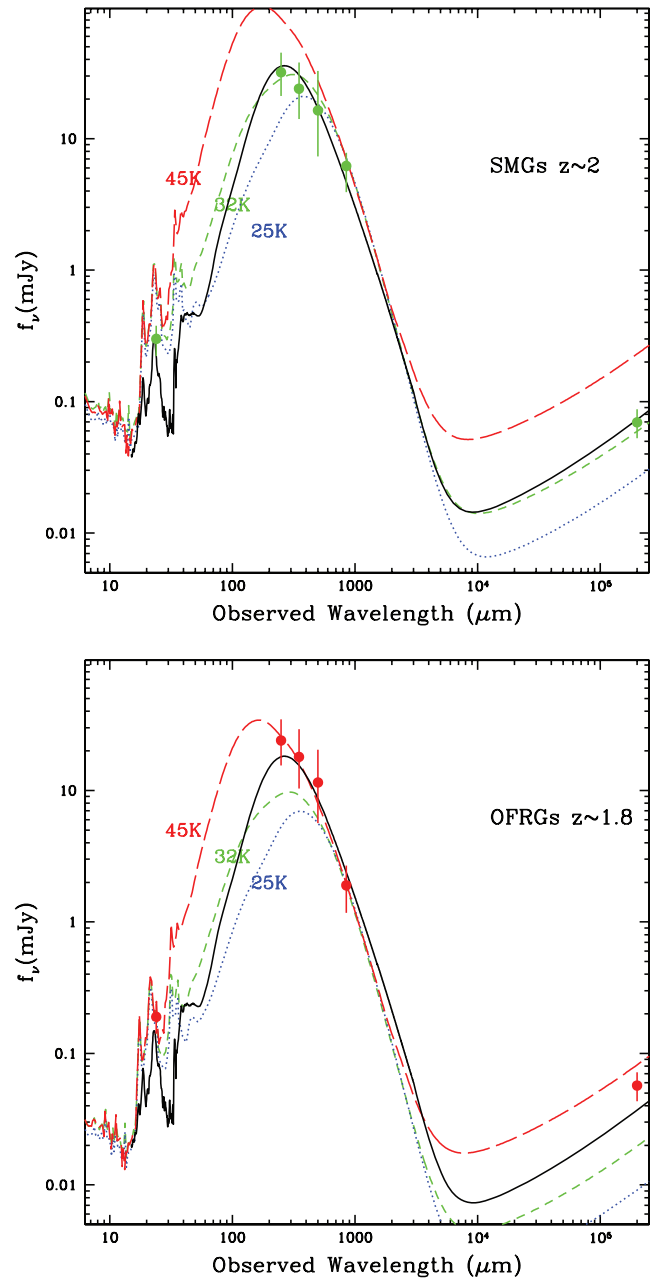 10
1
0.1
0.01
f_ν(mJy)
45K
32K
25K
SMGs z~2
10
100
1000
10⁴
10⁵
Observed Wavelength (μm)
10
1
0.1
0.01
f_ν(mJy)
45K
32K
25K
OFRGs z~1.8
10
100
1000
10⁴
10⁵
Observed Wavelength (μm)